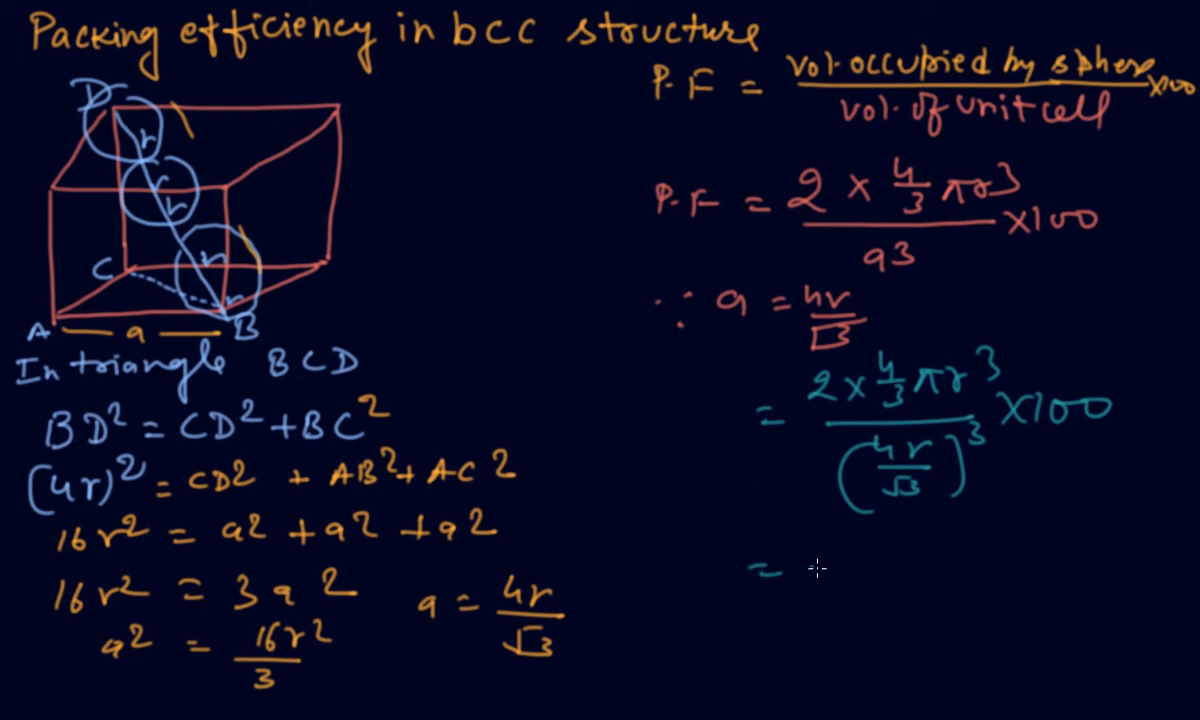 Packing efficiency in bcc structure
D
r
r
r
r
C
A a B
In triangle BCD
BD² = CD² + BC²
(4r)² = CD² + AB² + AC²
16r² = a² + a² + a²
16r² = 3a²
a² = 16r²/3
a = 4r/√3
P.F = vol. occupied by sphere/vol. of unit cell ×100
P.F = 2 × 4/3 πr³/a³ ×100
∵ a = 4r/√3
= 2 × 4/3 πr³/(4r/√3)³ ×100
=